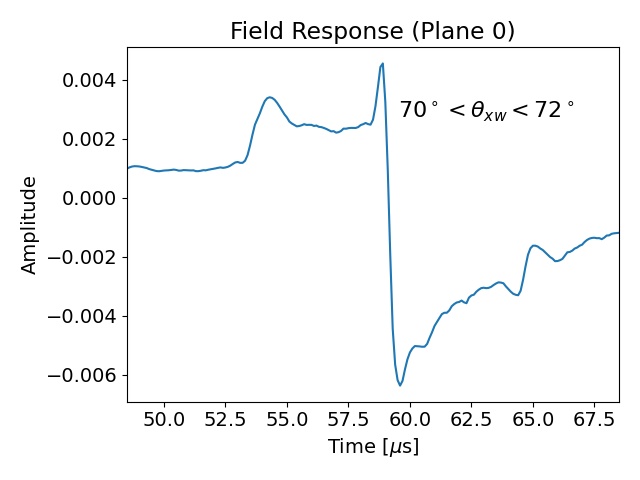 Field Response (Plane 0)
0.004
0.002
0.000
−0.002
−0.004
−0.006
Amplitude
70° < θxw < 72°
50.0 52.5 55.0 57.5 60.0 62.5 65.0 67.5
Time [μs]